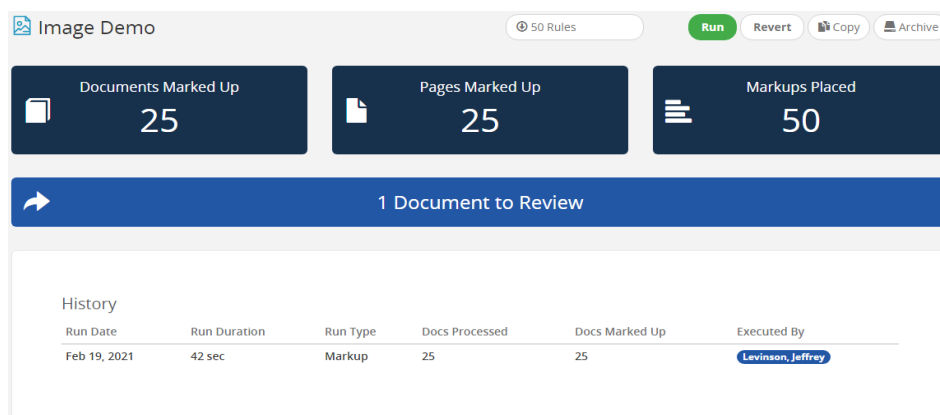 Image Demo
50 Rules
Run
Revert
Copy
Archive
Documents Marked Up
25
Pages Marked Up
25
Markups Placed
50
1 Document to Review
History
Run Date Run Duration Run Type Docs Processed Docs Marked Up Executed By
Feb 19, 2021 42 sec Markup 25 25 Levinson, Jeffrey